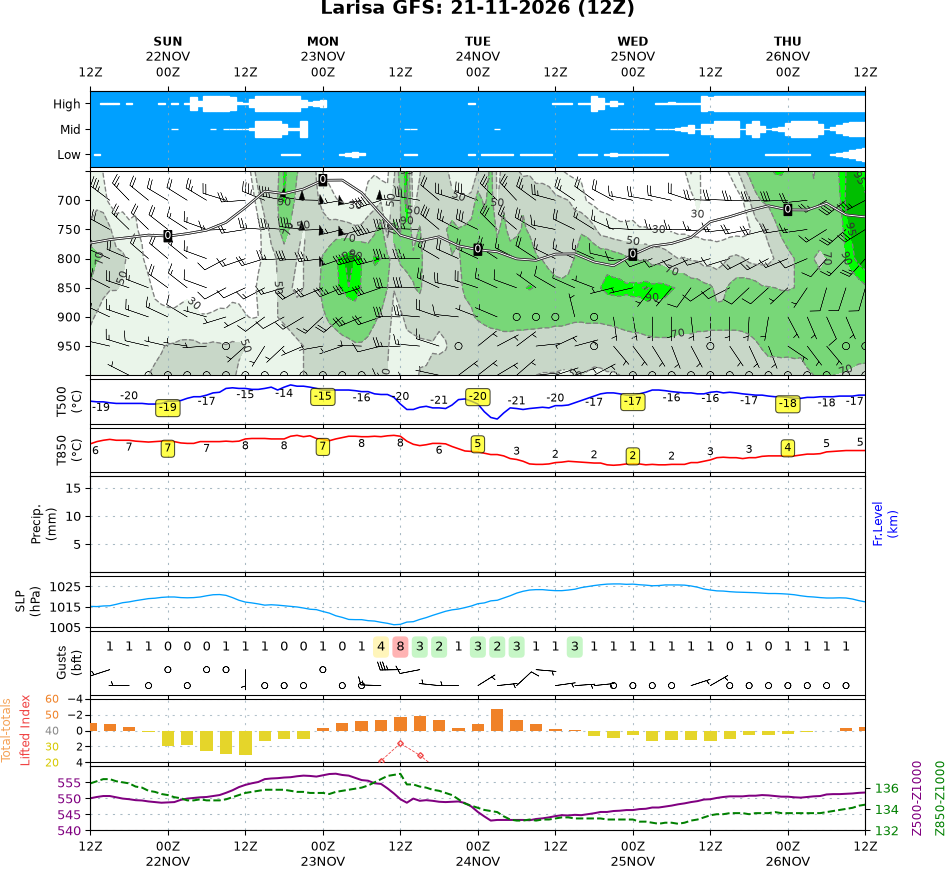 Larisa GFS: 21-11-2026 (12Z)
SUN MON TUE WED THU
22NOV 23NOV 24NOV 25NOV 26NOV
12Z 00Z 12Z 00Z 12Z 00Z 12Z 00Z 12Z 00Z 12Z
High
Mid
Low
700
750
800
850
900
950
T500 (°C)
-19 -20 -19 -17 -15 -14 -15 -16 -20 -21 -20 -21 -20 -17 -17 -16 -16 -17 -18 -18 -17
T850 (°C)
6 7 7 7 8 8 7 8 8 6 5 3 2 2 2 2 3 3 4 5 5
Precip. (mm)
15
10
5
Fr.Level (km)
SLP (hPa)
1025
1015
1005
Gusts (bft)
1 1 1 0 0 0 1 1 1 0 0 1 0 1 4 8 3 2 1 3 2 3 1 1 3 1 1 1 1 1 1 1 0 1 0 1 1 1 1
Total-totals
Lifted Index
60 −4
50 −2
40 0
30 2
20 4
555
550
545
540
136
134
132
Z500-Z1000
Z850-Z1000
12Z 00Z 12Z 00Z 12Z 00Z 12Z 00Z 12Z 00Z 12Z
22NOV 23NOV 24NOV 25NOV 26NOV